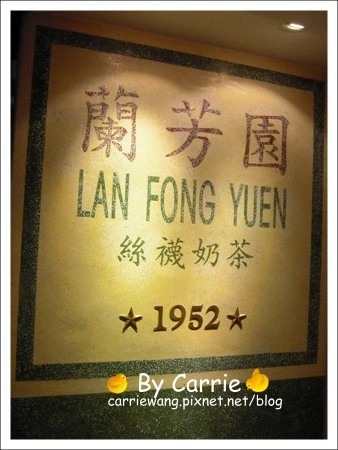 蘭芳園
LAN FONG YUEN
絲襪奶茶
★ 1952 ★
By Carrie
carriewang.pixnet.net/blog